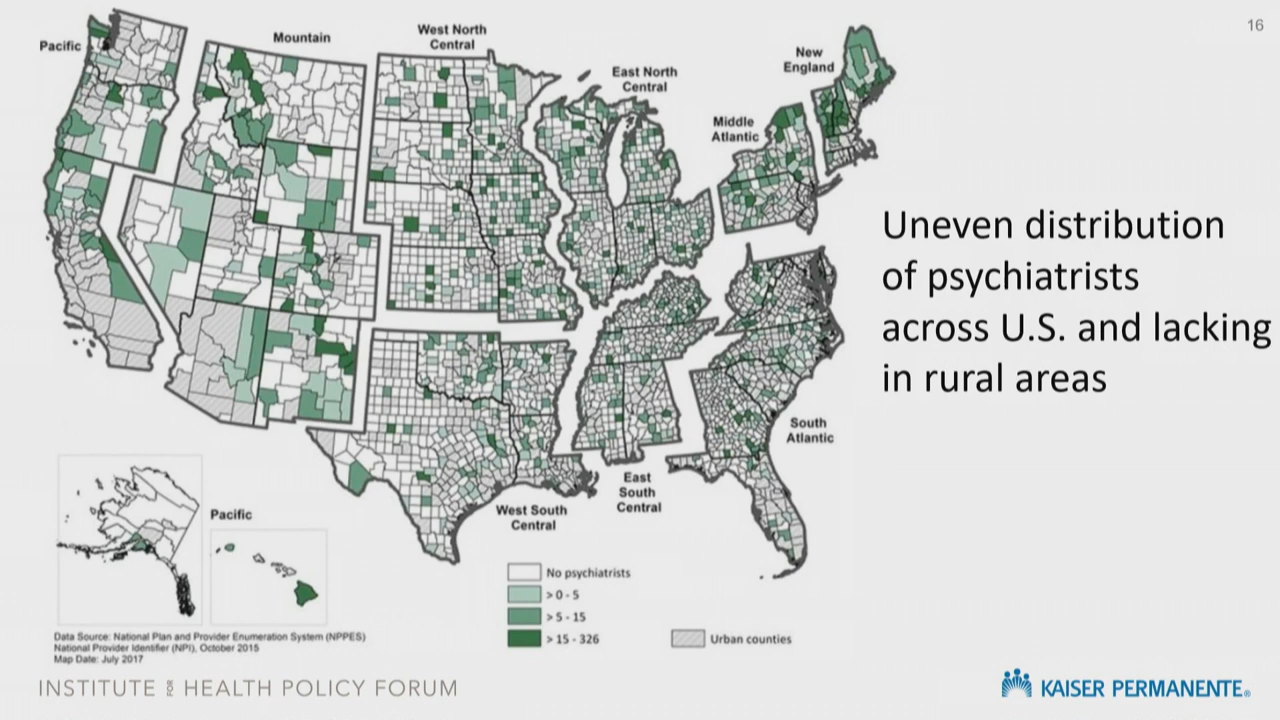 16
Pacific
Mountain
West North
Central
East North
Central
New
England
Middle
Atlantic
Uneven distribution
of psychiatrists
across U.S. and lacking
in rural areas
South
Atlantic
East
South
Central
West South
Central
Pacific
No psychiatrists
> 0 - 5
> 5 - 15
> 15 - 326
Urban counties
Data Source: National Plan and Provider Enumeration System (NPPES)
National Provider Identifier (NPI), October 2015
Map Date: July 2017
INSTITUTE FOR HEALTH POLICY FORUM
KAISER PERMANENTE®